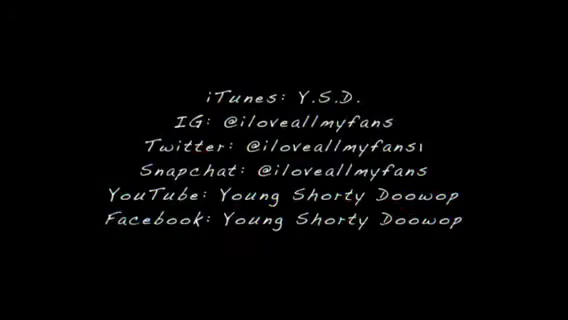 iTunes: Y.S.D.
IG: @iloveallmyfans
Twitter: @iloveallmyfans1
Snapchat: @iloveallmyfans
YouTube: Young Shorty Doowop
Facebook: Young Shorty Doowop